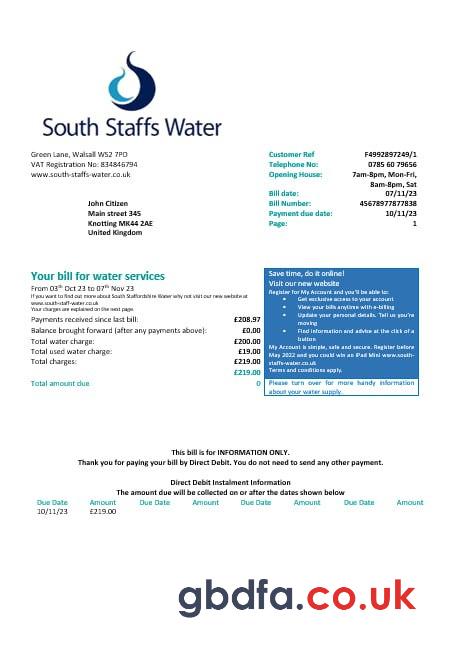 South Staffs Water
Green Lane, Walsall WS2 7PD
VAT Registration No: 834846794
www.south-staffs-water.co.uk
Customer Ref F4992897249/1
Telephone No: 0785 60 79656
Opening House: 7am-8pm, Mon-Fri,
8am-8pm, Sat
Bill date: 07/11/23
Bill Number: 45678977877838
Payment due date: 10/11/23
Page: 1
John Citizen
Main street 345
Knotting MK44 2AE
United Kingdom
Your bill for water services
From 03th Oct 23 to 07th Nov 23
If you want to find out more about South Staffordshire Water why not visit our new website at
www.south-staff-water.co.uk
Your charges are explained on the next page.
Payments received since last bill: £208.97
Balance brought forward (after any payments above): £0.00
Total water charge: £200.00
Total used water charge: £19.00
Total charges: £219.00
£219.00
Total amount due 0
Save time, do it online!
Visit our new website
Register for My Account and you'll be able to:
• Get exclusive access to your account
• View your bills anytime with e-billing
• Update your personal details. Tell us you're
moving
• Find information and advice at the click of a
button
My Account is simple, safe and secure. Register before
May 2022 and you could win an iPad Mini www.south-
staffs-water.co.uk
Terms and conditions apply.
Please turn over for more handy information
about your water supply.
This bill is for INFORMATION ONLY.
Thank you for paying your bill by Direct Debit. You do not need to send any other payment.
Direct Debit Instalment Information
The amount due will be collected on or after the dates shown below
Due Date Amount Due Date Amount Due Date Amount Due Date Amount
10/11/23 £219.00
gbdfa.co.uk